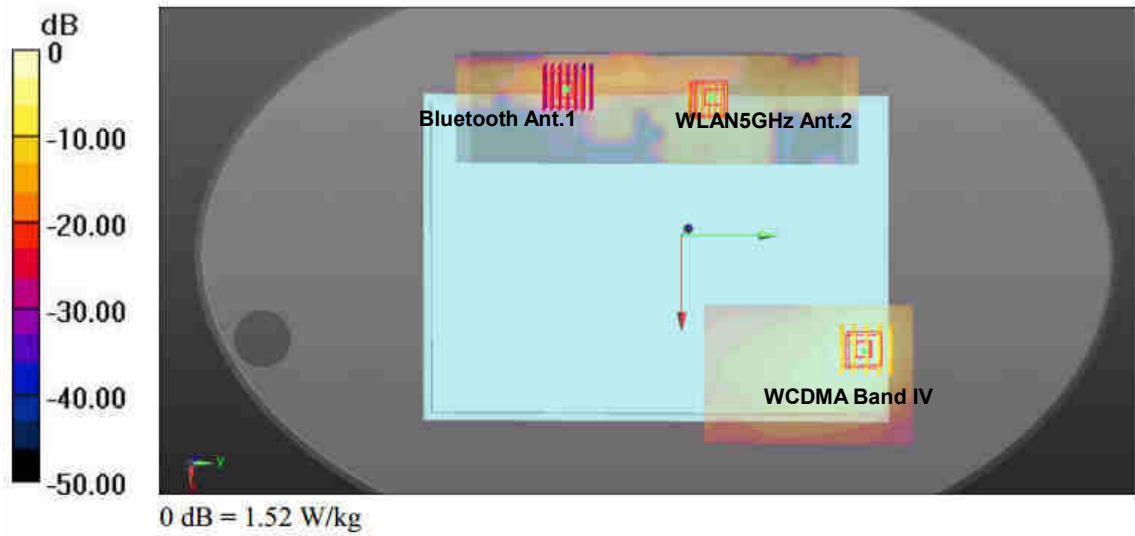 dB
0
-10.00
-20.00
-30.00
-40.00
-50.00
Bluetooth Ant.1
WLAN5GHz Ant.2
WCDMA Band IV
y
0 dB = 1.52 W/kg